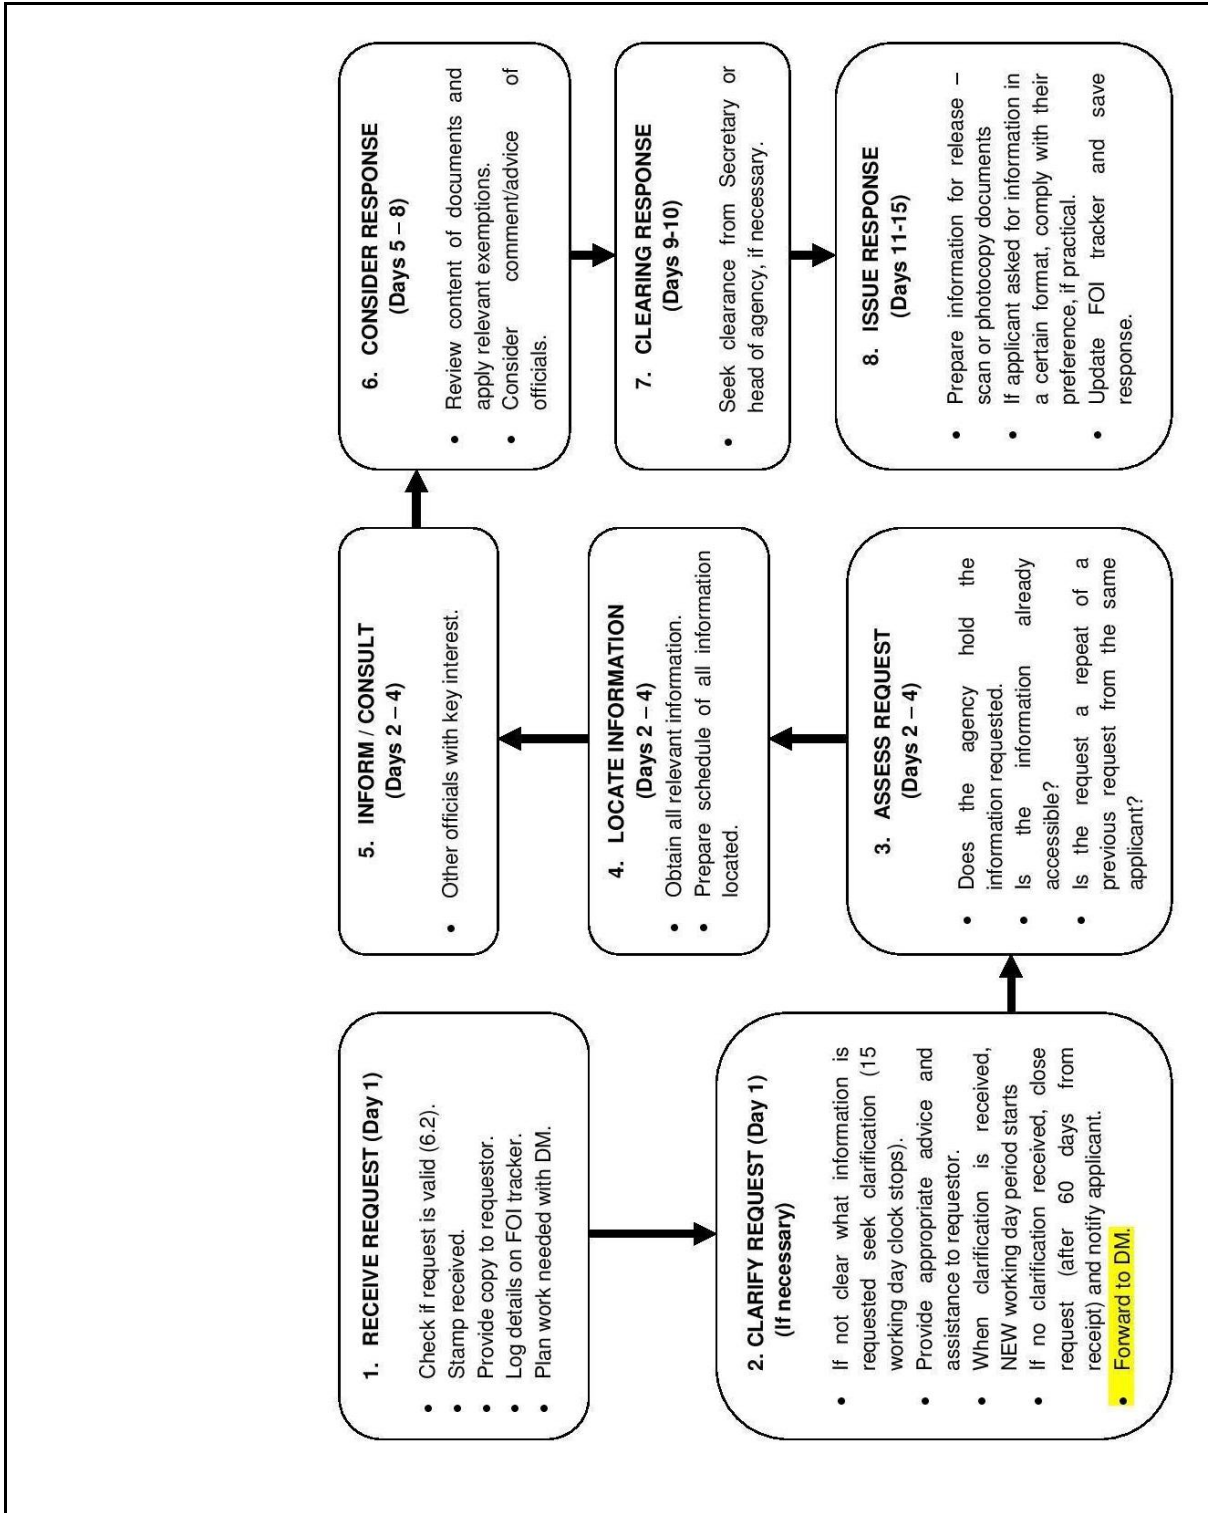 1. RECEIVE REQUEST (Day 1)
• Check if request is valid (6.2).
• Stamp received.
• Provide copy to requestor.
• Log details on FOI tracker.
• Plan work needed with DM.
2. CLARIFY REQUEST (Day 1)
(If necessary)
• If not clear what information is
requested seek clarification (15
working day clock stops).
• Provide appropriate advice and
assistance to requestor.
• When clarification is received,
NEW working day period starts
• If no clarification received, close
request (after 60 days from
receipt) and notify applicant.
• Forward to DM.
3. ASSESS REQUEST
(Days 2 – 4)
• Does the agency hold the
information requested.
• Is the information already
accessible?
• Is the request a repeat of a
previous request from the same
applicant?
4. LOCATE INFORMATION
(Days 2 – 4)
• Obtain all relevant information.
• Prepare schedule of all information
located.
5. INFORM / CONSULT
(Days 2 – 4)
• Other officials with key interest.
6. CONSIDER RESPONSE
(Days 5 – 8)
• Review content of documents and
apply relevant exemptions.
• Consider comment/advice of
officials.
7. CLEARING RESPONSE
(Days 9-10)
• Seek clearance from Secretary or
head of agency, if necessary.
8. ISSUE RESPONSE
(Days 11-15)
• Prepare information for release –
scan or photocopy documents
• If applicant asked for information in
a certain format, comply with their
preference, if practical.
• Update FOI tracker and save
response.